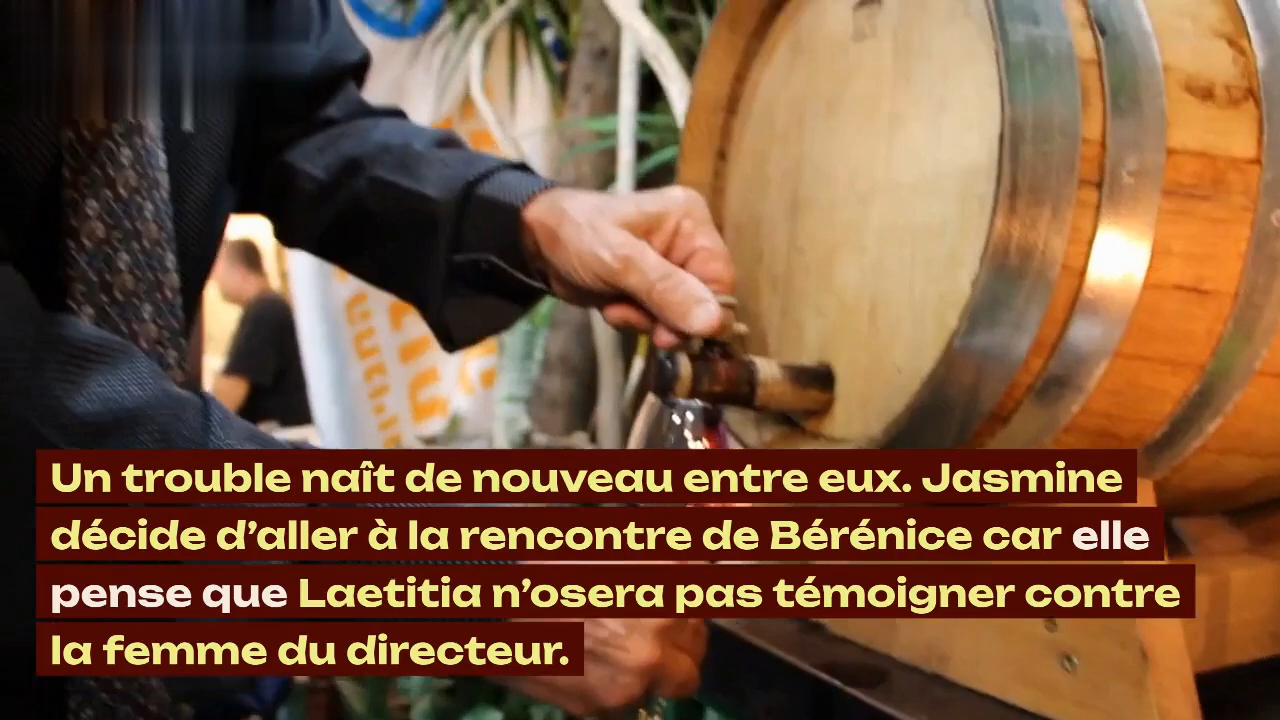 Un trouble naît de nouveau entre eux. Jasmine
décide d’aller à la rencontre de Bérénice car elle
pense que Laetitia n’osera pas témoigner contre
la femme du directeur.